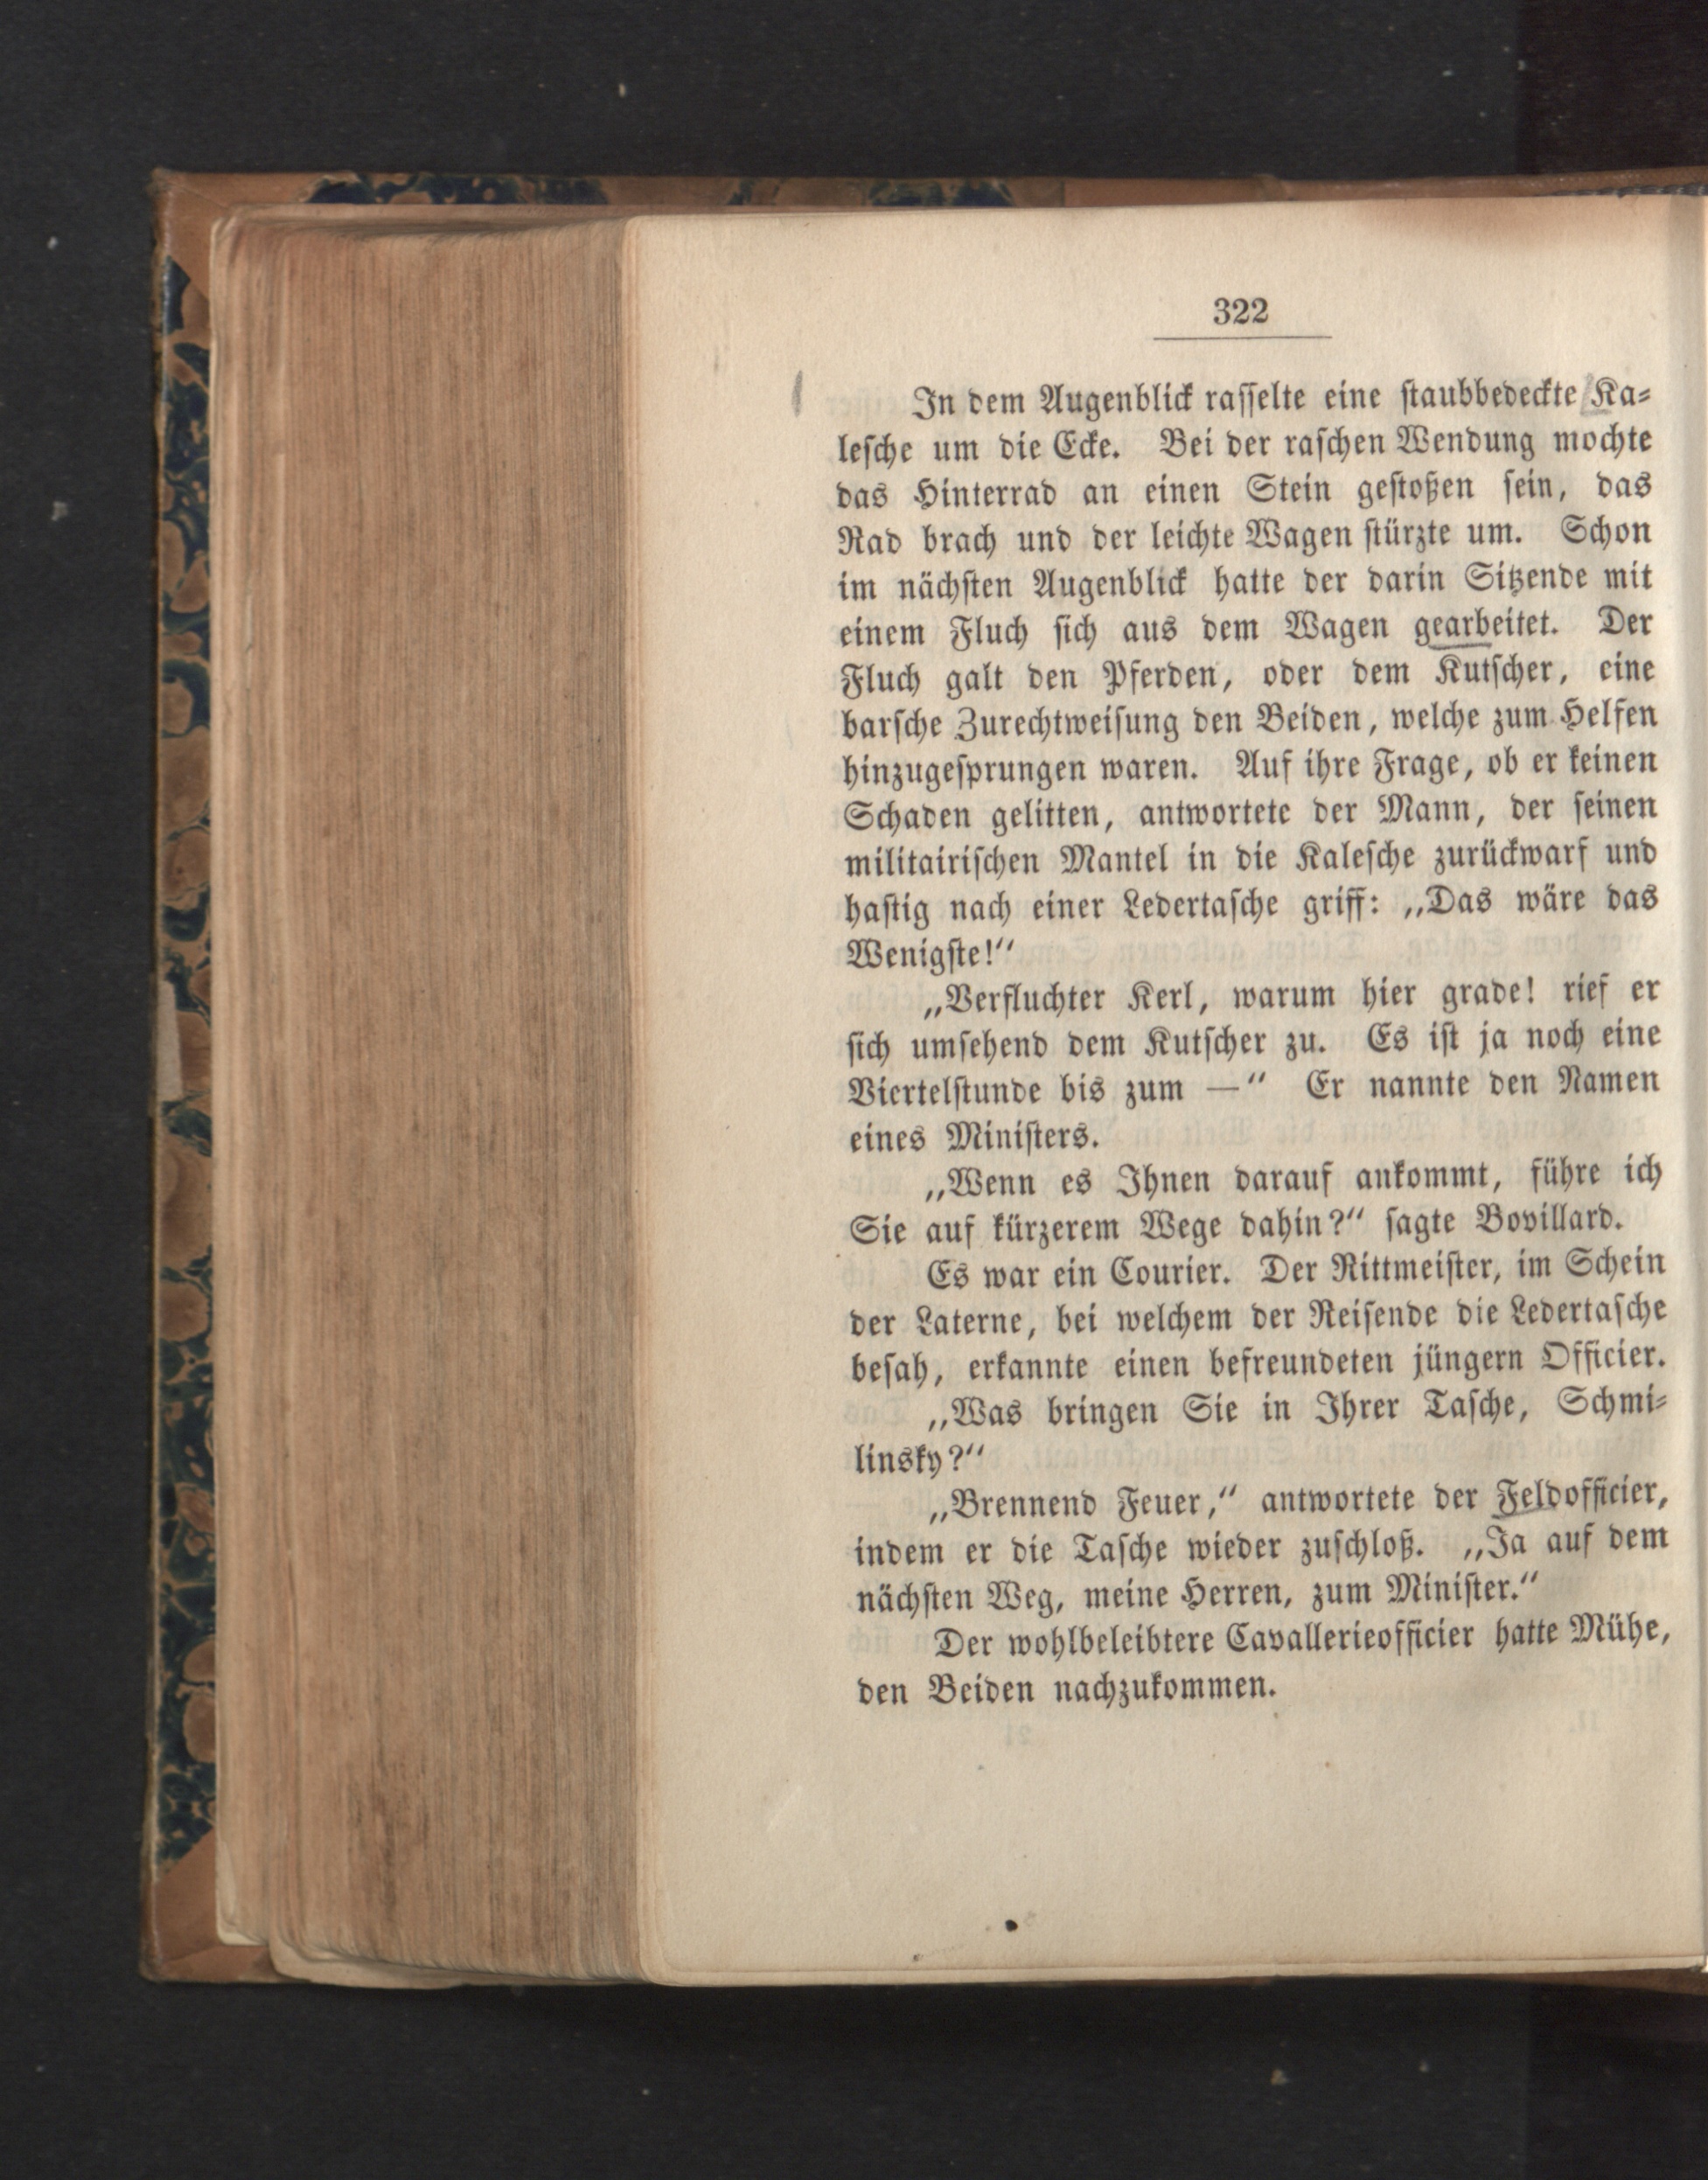 322
In dem Augenblick rasselte eine staubbedeckte Ka-
lesche um die Ecke. Bei der raschen Wendung mochte
das Hinterrad an einen Stein gestoßen sein, das
Rad brach und der leichte Wagen stürzte um. Schon
im nächsten Augenblick hatte der darin Sitzende mit
einem Fluch sich aus dem Wagen gearbeitet. Der
Fluch galt den Pferden, oder dem Kutscher, eine
barsche Zurechtweisung den Beiden, welche zum Helfen
hinzugesprungen waren. Auf ihre Frage, ob er keinen
Schaden gelitten, antwortete der Mann, der seinen
militairischen Mantel in die Kalesche zurückwarf und
hastig nach einer Ledertasche griff: „Das wäre das
Wenigste!“
„Verfluchter Kerl, warum hier grade! rief er
sich umsehend dem Kutscher zu. Es ist ja noch eine
Viertelstunde bis zum —“ Er nannte den Namen
eines Ministers.
„Wenn es Ihnen darauf ankommt, führe ich
Sie auf kürzerem Wege dahin?“ sagte Bovillard.
Es war ein Courier. Der Rittmeister, im Schein
der Laterne, bei welchem der Reisende die Ledertasche
besah, erkannte einen befreundeten jüngern Officier.
„Was bringen Sie in Ihrer Tasche, Schmi-
linsky?“
„Brennend Feuer,“ antwortete der Feldofficier,
indem er die Tasche wieder zuschloß. „Ja auf dem
nächsten Weg, meine Herren, zum Minister.“
Der wohlbeleibtere Cavallerieofficier hatte Mühe,
den Beiden nachzukommen.